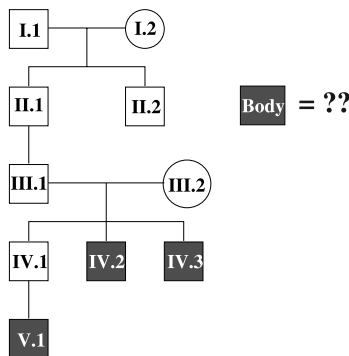 I.1 I.2
II.1 II.2 Body = ??
III.1 III.2
IV.1 IV.2 IV.3
V.1